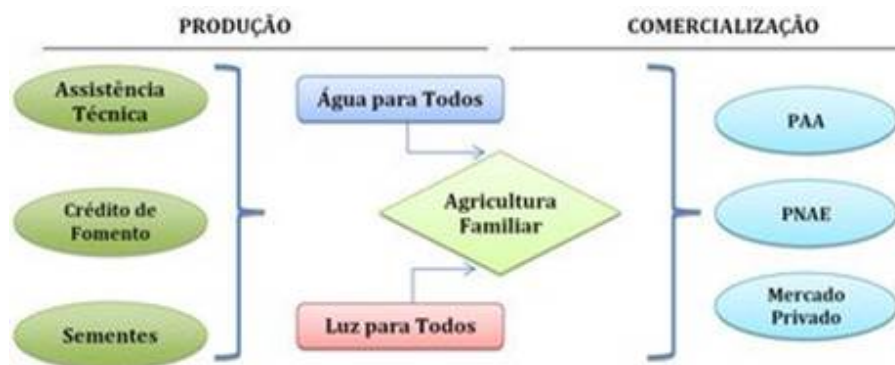 PRODUÇÃO
COMERCIALIZAÇÃO
Assistência
Técnica
Crédito de
Fomento
Sementes
Água para Todos
Agricultura
Familiar
Luz para Todos
PAA
PNAE
Mercado
Privado